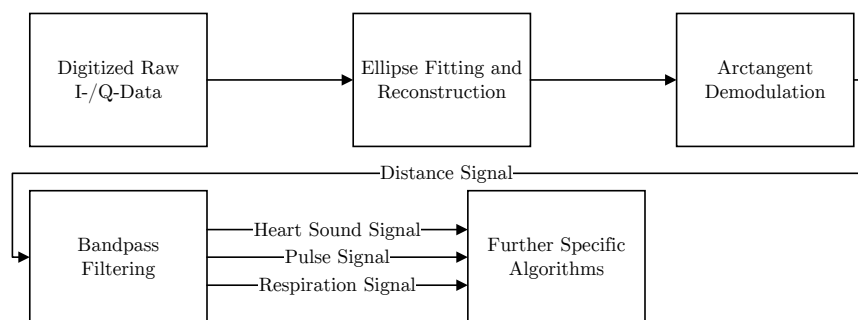 Digitized Raw
I-/Q-Data
Ellipse Fitting and
Reconstruction
Arctangent
Demodulation
Distance Signal
Bandpass
Filtering
Heart Sound Signal
Pulse Signal
Respiration Signal
Further Specific
Algorithms